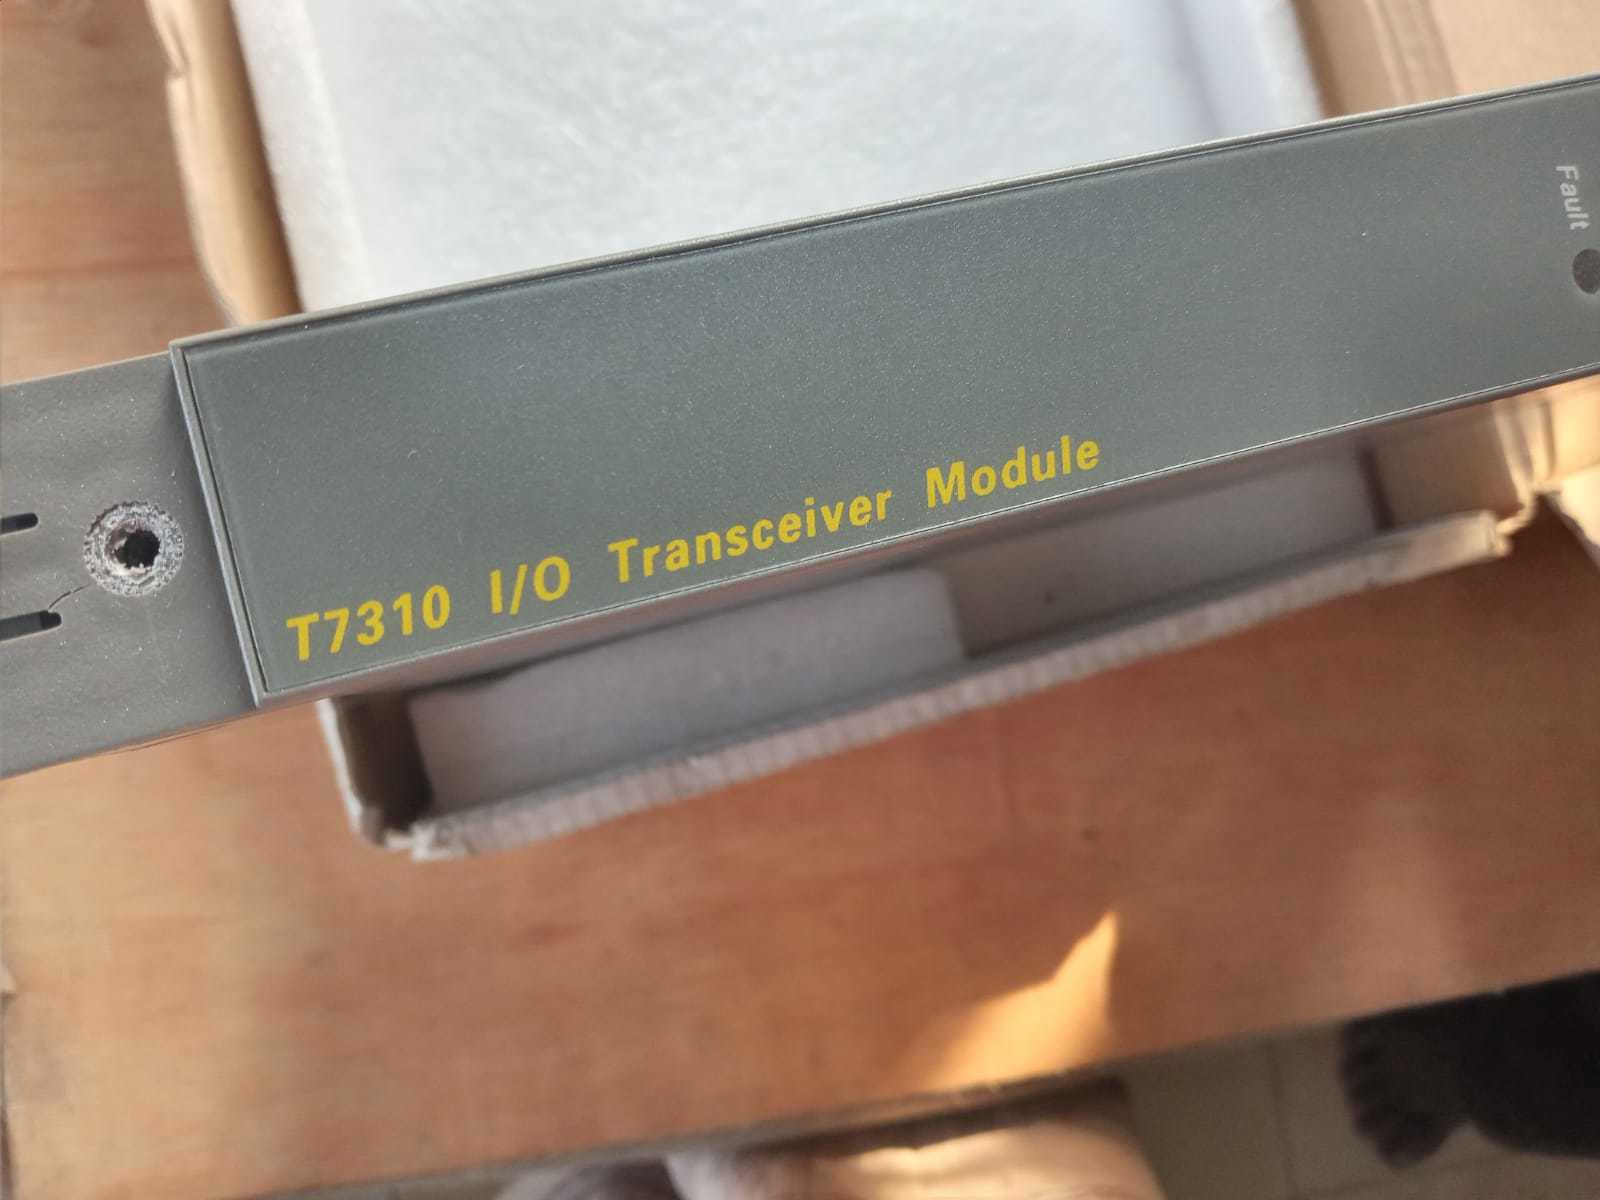 T7310 I/O Transceiver Module
Fault